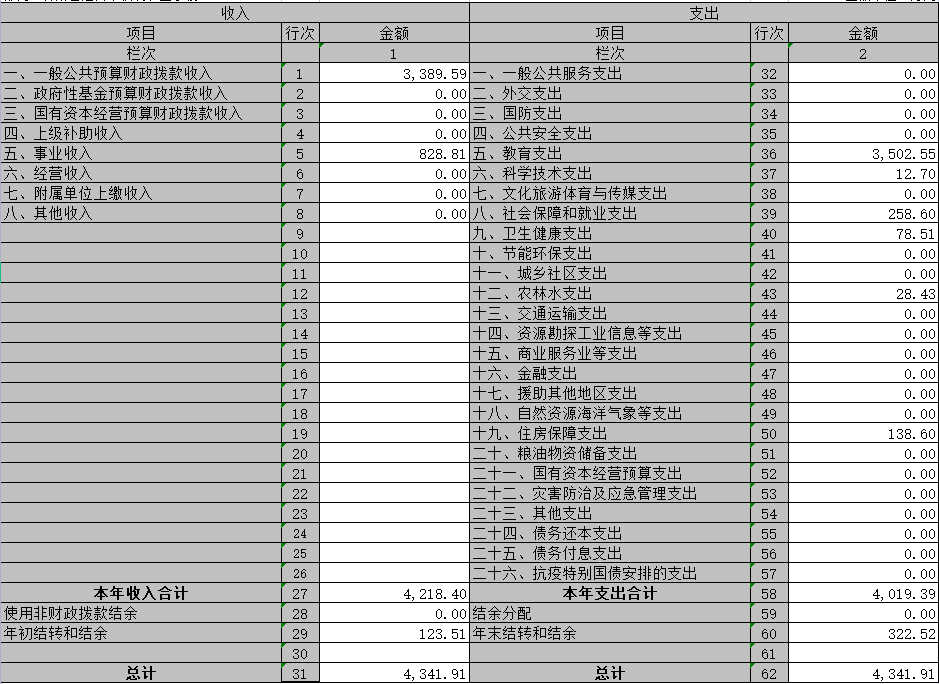 收入 支出
项目 行次 金额 项目 行次 金额
栏次 1 栏次 2
一、一般公共预算财政拨款收入 1 3,389.59 一、一般公共服务支出 32 0.00
二、政府性基金预算财政拨款收入 2 0.00 二、外交支出 33 0.00
三、国有资本经营预算财政拨款收入 3 0.00 三、国防支出 34 0.00
四、上级补助收入 4 0.00 四、公共安全支出 35 0.00
五、事业收入 5 828.81 五、教育支出 36 3,502.55
六、经营收入 6 0.00 六、科学技术支出 37 12.70
七、附属单位上缴收入 7 0.00 七、文化旅游体育与传媒支出 38 0.00
八、其他收入 8 0.00 八、社会保障和就业支出 39 258.60
9 九、卫生健康支出 40 78.51
10 十、节能环保支出 41 0.00
11 十一、城乡社区支出 42 0.00
12 十二、农林水支出 43 28.43
13 十三、交通运输支出 44 0.00
14 十四、资源勘探工业信息等支出 45 0.00
15 十五、商业服务业等支出 46 0.00
16 十六、金融支出 47 0.00
17 十七、援助其他地区支出 48 0.00
18 十八、自然资源海洋气象等支出 49 0.00
19 十九、住房保障支出 50 138.60
20 二十、粮油物资储备支出 51 0.00
21 二十一、国有资本经营预算支出 52 0.00
22 二十二、灾害防治及应急管理支出 53 0.00
23 二十三、其他支出 54 0.00
24 二十四、债务还本支出 55 0.00
25 二十五、债务付息支出 56 0.00
26 二十六、抗疫特别国债安排的支出 57 0.00
本年收入合计 27 4,218.40 本年支出合计 58 4,019.39
使用非财政拨款结余 28 0.00 结余分配 59 0.00
年初结转和结余 29 123.51 年末结转和结余 60 322.52
30 61
总计 31 4,341.91 总计 62 4,341.91